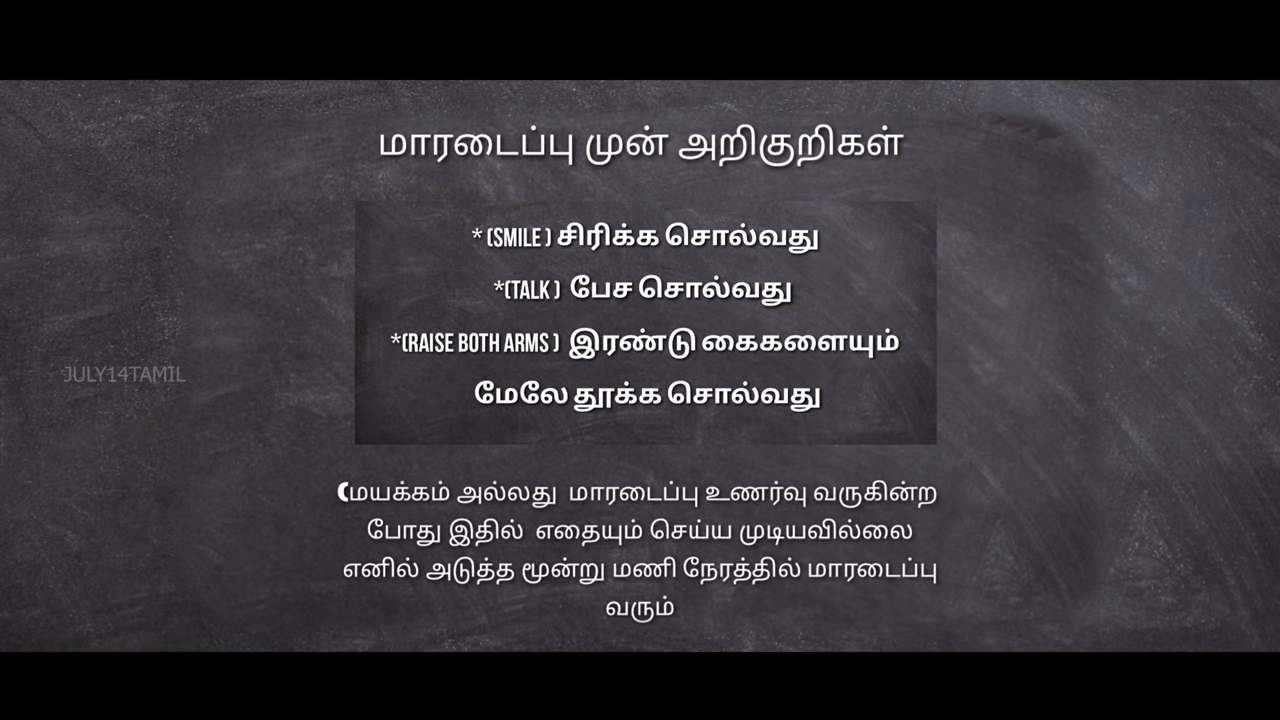 மாரடைப்பு முன் அறிகுறிகள்
* (SMILE ) சிரிக்க சொல்வது
*(TALK ) பேச சொல்வது
*(RAISE BOTH ARMS ) இரண்டு கைகளையும்
மேலே தூக்க சொல்வது
JULY14TAMIL
(மயக்கம் அல்லது மாரடைப்பு உணர்வு வருகின்ற
போது இதில் எதையும் செய்ய முடியவில்லை
எனில் அடுத்த மூன்று மணி நேரத்தில் மாரடைப்பு
வரும்